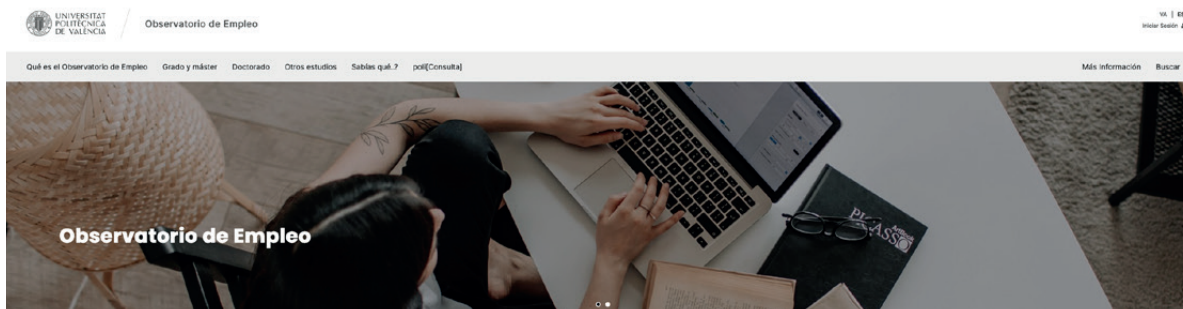 UNIVERSITAT
POLITÈCNICA
DE VALÈNCIA
Observatorio de Empleo
VA | ES
Iniciar Sesión
Qué es el Observatorio de Empleo Grado y máster Doctorado Otros estudios Sabías qué..? poli[Consulta] Más Información Buscar
Observatorio de Empleo
PICASSO